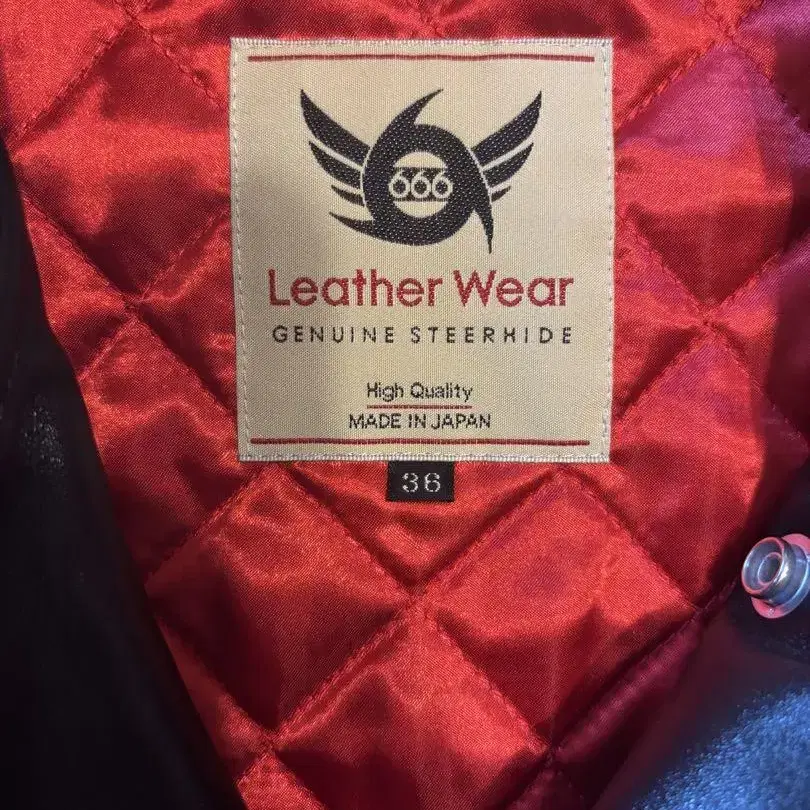 666
Leather Wear
GENUINE STEERHIDE
High Quality
MADE IN JAPAN
36